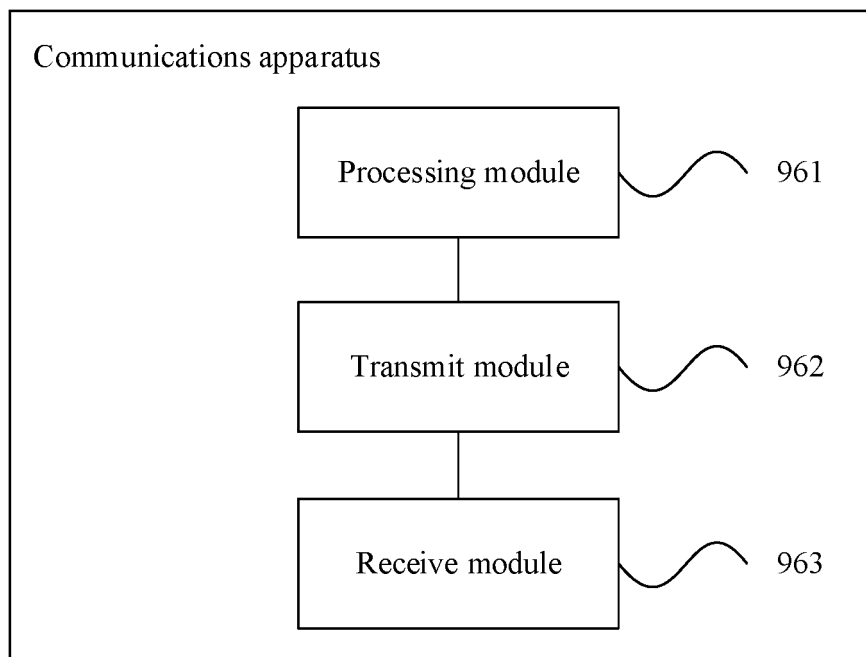 Communications apparatus
Processing module 961
Transmit module 962
Receive module 963